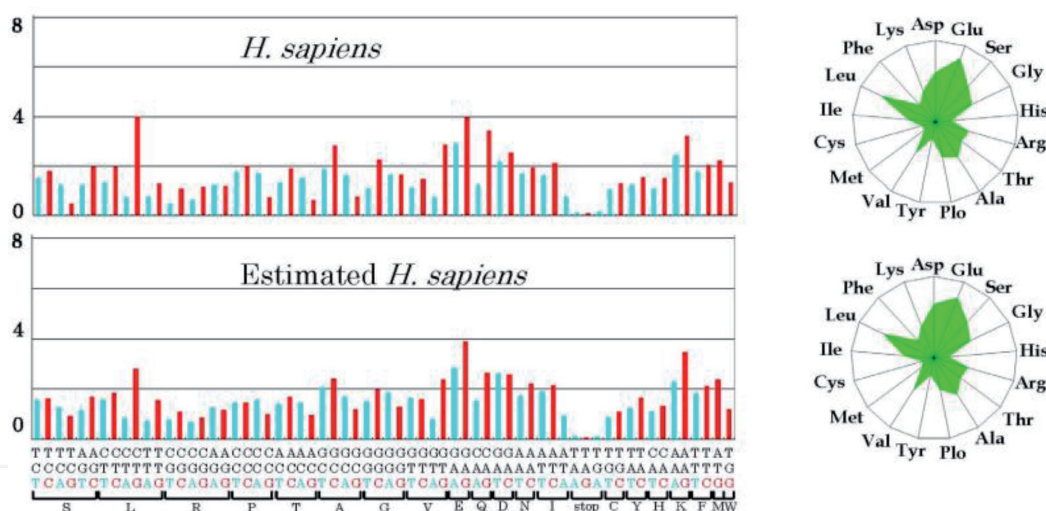 8
H. sapiens
4
0
8
Estimated H. sapiens
4
0
TTTTAACCCCTTCCCCAACCCCAAAAGGGGGGGGGGGGGGCCGGAAAAATTTTTTTCCAATTAT
CCCCGGTTTTTTGGGGGGCCCCCCCCCCCCGGGGTTTTAAAAAAAATTTAAGGGAAAAAATTTG
TCAGTCTCAGAGTCAGAGTCAGTCAGTCAGTCAGTCAGAGAGTCTCTCAAGATCTCTCAGTCGG
S L R P T A G V E Q D N I stop C Y H K F M W
Asp
Lys Glu
Phe Ser
Leu Gly
Ile His
Cys Arg
Met Thr
Val Ala
Tyr Plo
Asp
Lys Glu
Phe Ser
Leu Gly
Ile His
Cys Arg
Met Thr
Val Ala
Tyr Plo